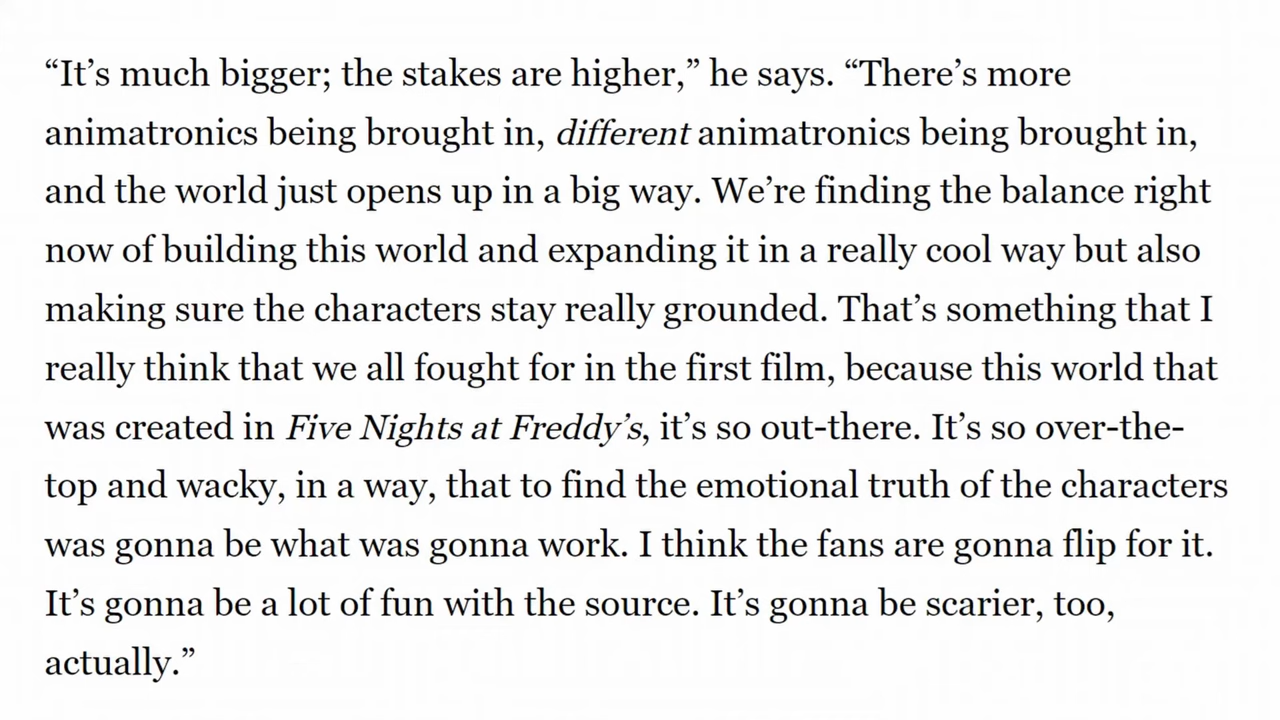 “It’s much bigger; the stakes are higher,” he says. “There’s more
animatronics being brought in, different animatronics being brought in,
and the world just opens up in a big way. We’re finding the balance right
now of building this world and expanding it in a really cool way but also
making sure the characters stay really grounded. That’s something that I
really think that we all fought for in the first film, because this world that
was created in Five Nights at Freddy’s, it’s so out-there. It’s so over-the-
top and wacky, in a way, that to find the emotional truth of the characters
was gonna be what was gonna work. I think the fans are gonna flip for it.
It’s gonna be a lot of fun with the source. It’s gonna be scarier, too,
actually.”